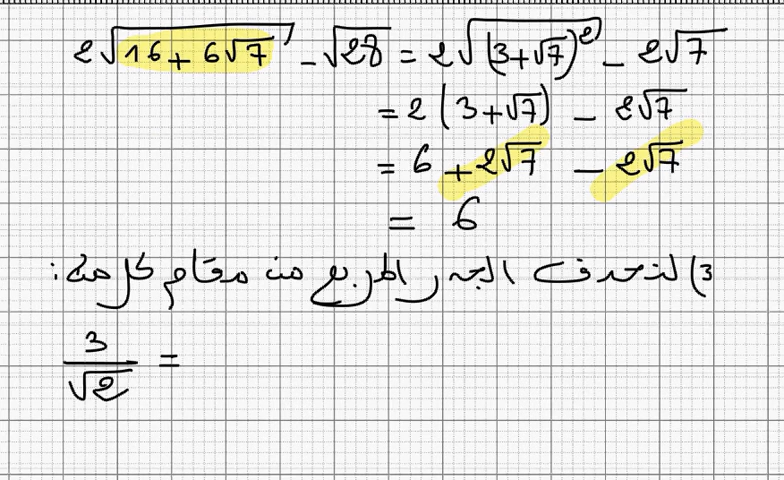 2√(16 + 6√7) - √28 = 2√((3+√7)²) - 2√7
= 2 (3+√7) - 2√7
= 6 + 2√7 - 2√7
= 6
3) لنحذف الجذر المربع من مقام كل من:
3/√2 =